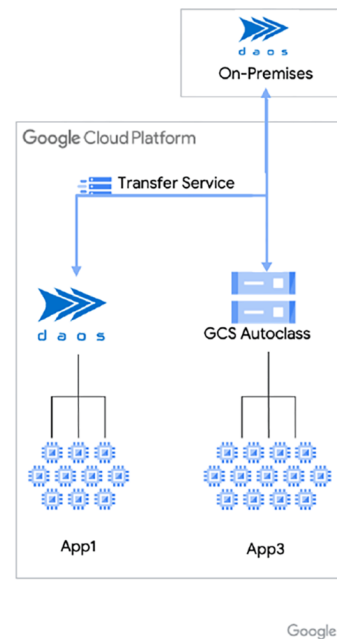 daos
On-Premises
Google Cloud Platform
Transfer Service
daos
GCS Autoclass
App1
App3
Google